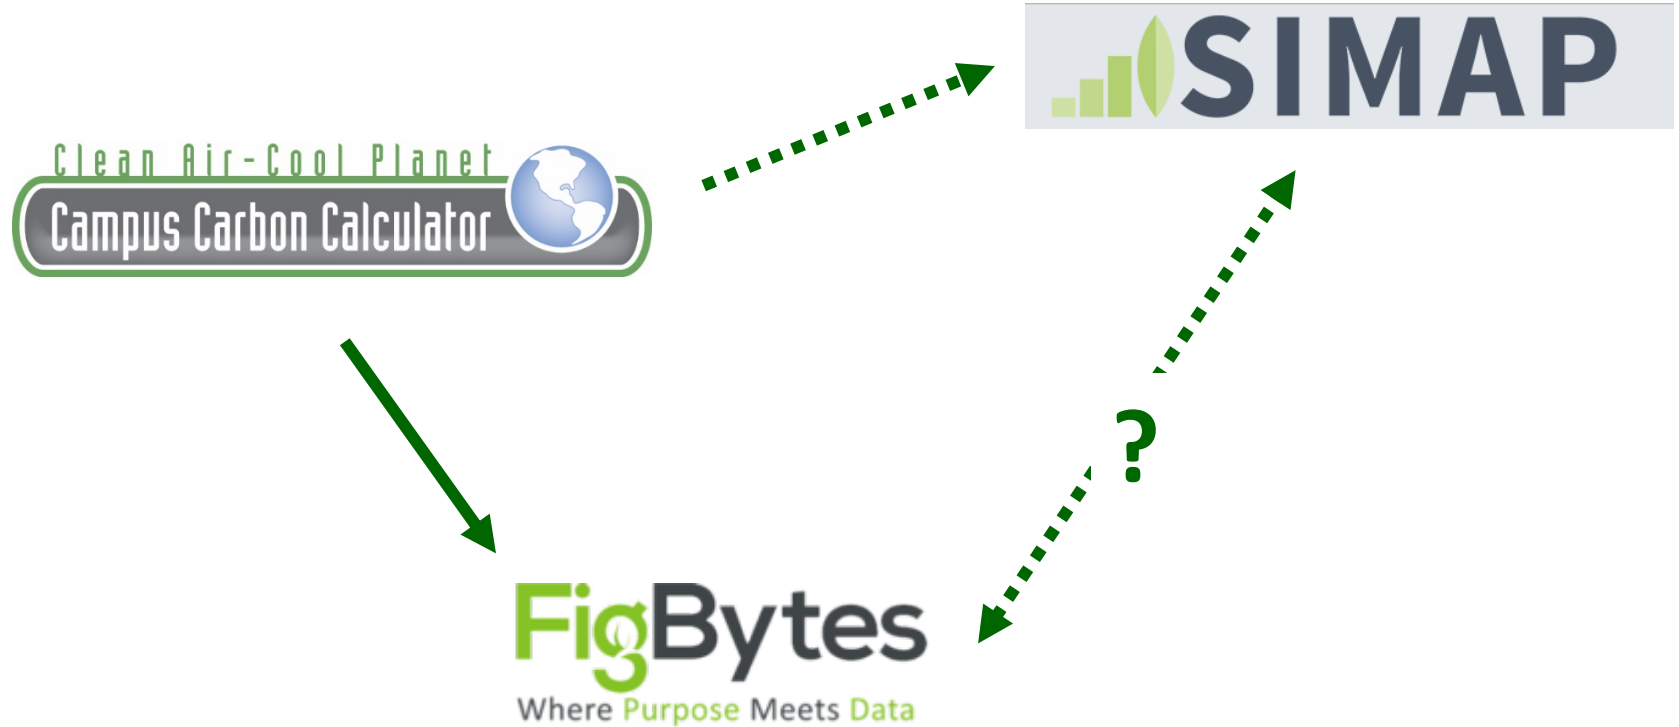 SIMAP
Clean Air-Cool Planet
Campus Carbon Calculator
?
FigBytes
Where Purpose Meets Data